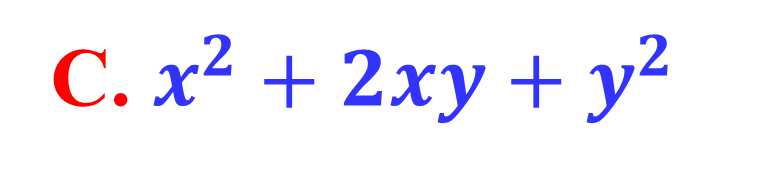 C. x² + 2xy + y²